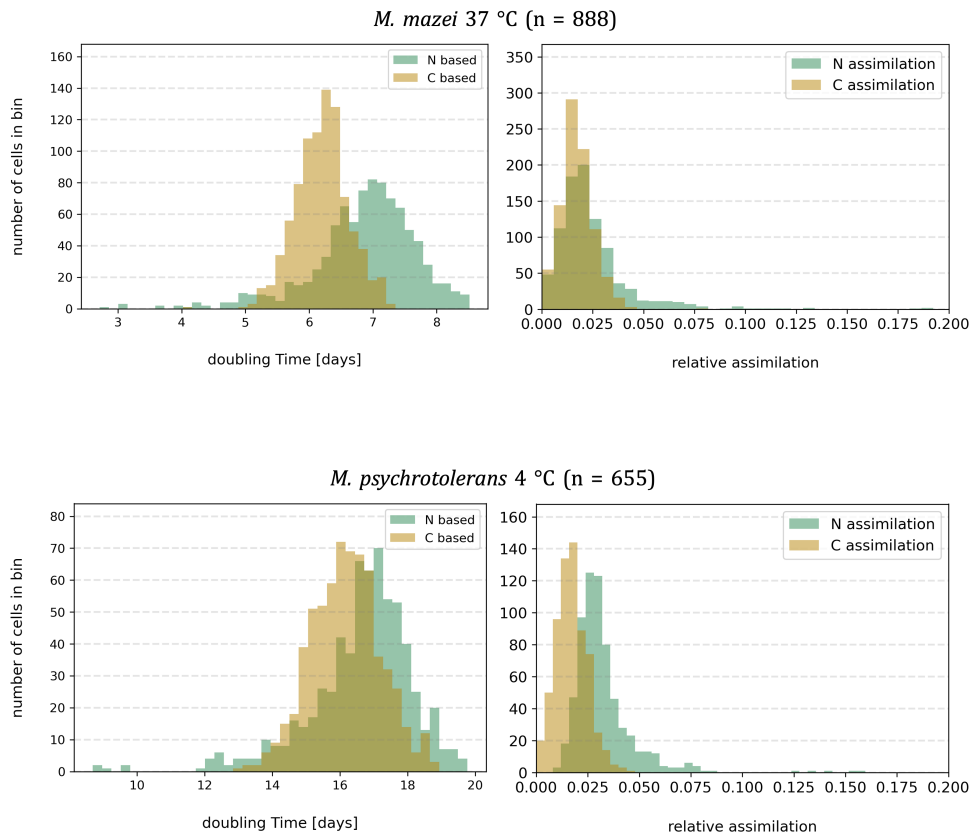 M. mazei 37 °C (n = 888)
number of cells in bin
160
140
120
100
80
60
40
20
0
N based
C based
3 4 5 6 7 8
doubling Time [days]
350
300
250
200
150
100
50
0
N assimilation
C assimilation
0.000 0.025 0.050 0.075 0.100 0.125 0.150 0.175 0.200
relative assimilation
M. psychrotolerans 4 °C (n = 655)
number of cells in bin
80
70
60
50
40
30
20
10
0
N based
C based
10 12 14 16 18 20
doubling Time [days]
160
140
120
100
80
60
40
20
0
N assimilation
C assimilation
0.000 0.025 0.050 0.075 0.100 0.125 0.150 0.175 0.200
relative assimilation